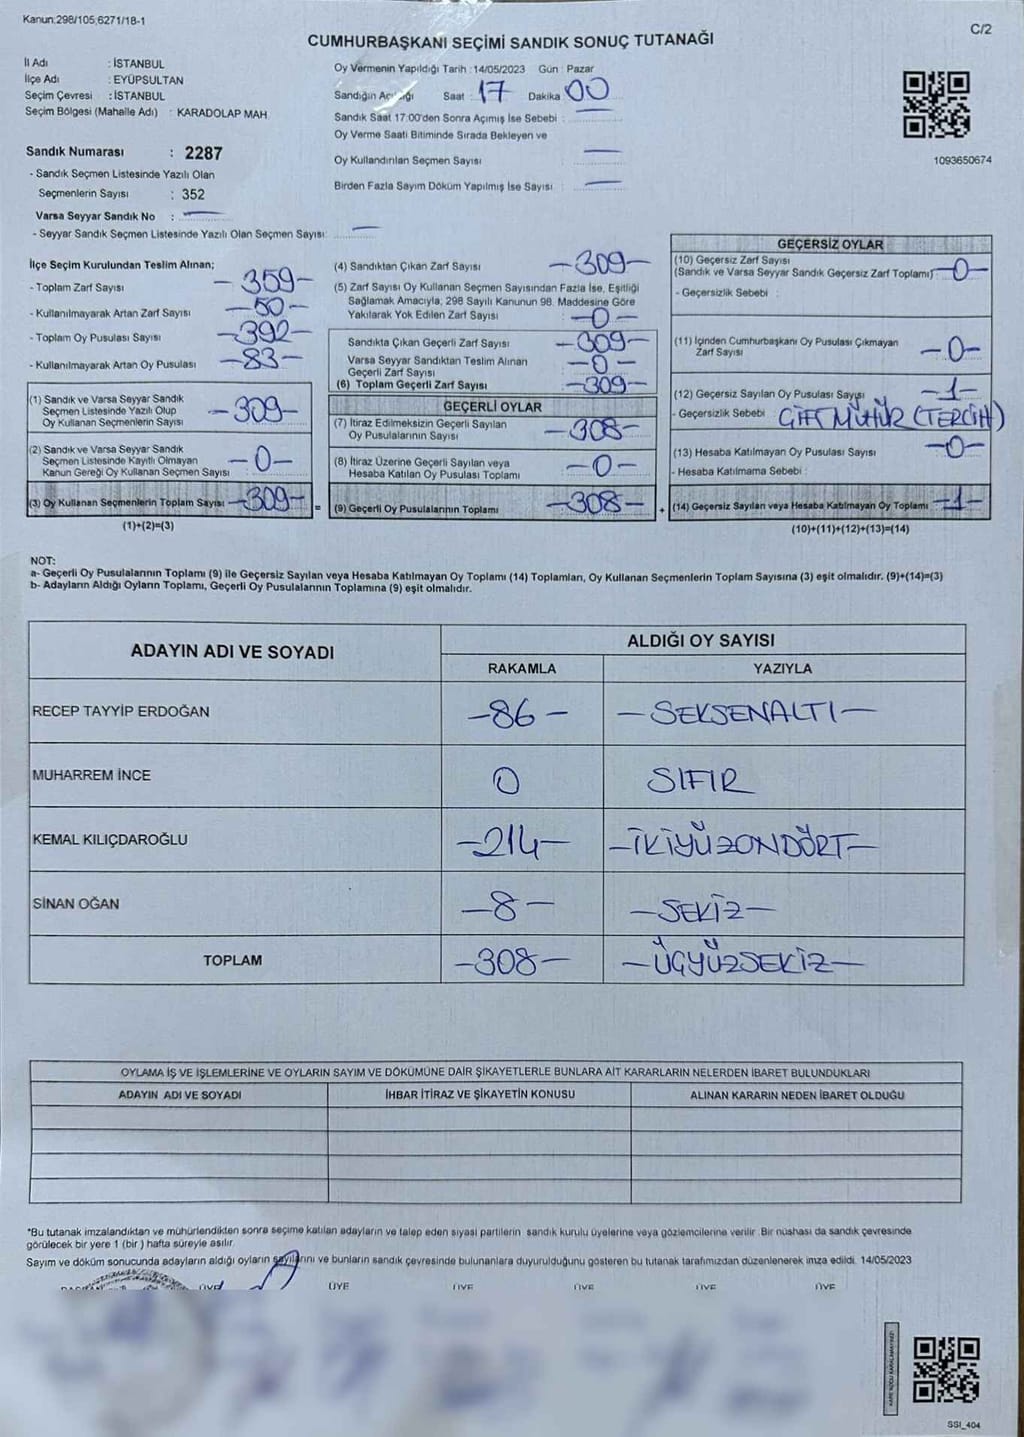 Kanun:298/105;6271/18-1
C/2
CUMHURBAŞKANI SEÇİMİ SANDIK SONUÇ TUTANAĞI
İl Adı : İSTANBUL
İlçe Adı : EYÜPSULTAN
Seçim Çevresi : İSTANBUL
Seçim Bölgesi (Mahalle Adı) : KARADOLAP MAH
Oy Vermenin Yapıldığı Tarih :14/05/2023 Gün : Pazar
Sandığın Açıldığı Saat : 17 Dakika 00
Sandık Saat 17:00'den Sonra Açımış İse Sebebi :
Oy Verme Saati Bitiminde Sırada Bekleyen ve
Oy Kullandırılan Seçmen Sayısı
Birden Fazla Sayım Döküm Yapılmış İse Sayısı :
1093650674
Sandık Numarası : 2287
- Sandık Seçmen Listesinde Yazılı Olan
Seçmenlerin Sayısı : 352
Varsa Seyyar Sandık No :
- Seyyar Sandık Seçmen Listesinde Yazılı Olan Seçmen Sayısı:
İlçe Seçim Kurulundan Teslim Alınan;
- Toplam Zarf Sayısı - 359 -
- Kullanılmayarak Artan Zarf Sayısı - 50 -
- Toplam Oy Pusulası Sayısı - 392 -
- Kullanılmayarak Artan Oy Pusulası - 83 -
(1) Sandık ve Varsa Seyyar Sandık
Seçmen Listesinde Yazılı Olup
Oy Kullanan Seçmenlerin Sayısı - 309 -
(2) Sandık ve Varsa Seyyar Sandık
Seçmen Listesinde Kayıtlı Olmayan
Kanun Gereği Oy Kullanan Seçmen Sayısı - 0 -
(3) Oy Kullanan Seçmenlerin Toplam Sayısı - 309 -
(1)+(2)=(3)
(4) Sandıktan Çıkan Zarf Sayısı - 309 -
(5) Zarf Sayısı Oy Kullanan Seçmen Sayısından Fazla İse, Eşitliği
Sağlamak Amacıyla, 298 Sayılı Kanunun 98. Maddesine Göre
Yakılarak Yok Edilen Zarf Sayısı : - 0 -
Sandıkta Çıkan Geçerli Zarf Sayısı - 309 -
Varsa Seyyar Sandıktan Teslim Alınan
Geçerli Zarf Sayısı - 0 -
(6) Toplam Geçerli Zarf Sayısı - 309 -
GEÇERLİ OYLAR
(7) İtiraz Edilmeksizin Geçerli Sayılan
Oy Pusulalarının Sayısı - 308 -
(8) İtiraz Üzerine Geçerli Sayılan veya
Hesaba Katılan Oy Pusulası Toplamı - 0 -
= (9) Geçerli Oy Pusulalarının Toplamı - 308 - +
GEÇERSİZ OYLAR
(10) Geçersiz Zarf Sayısı
(Sandık ve Varsa Seyyar Sandık Geçersiz Zarf Toplamı) - 0 -
- Geçersizlik Sebebi :
(11) İçinden Cumhurbaşkanı Oy Pusulası Çıkmayan
Zarf Sayısı - 0 -
(12) Geçersiz Sayılan Oy Pusulası Sayısı - 1 -
- Geçersizlik Sebebi ÇİFT MÜHÜR (TERCİH)
(13) Hesaba Katılmayan Oy Pusulası Sayısı - 0 -
- Hesaba Katılmama Sebebi :
(14) Geçersiz Sayılan veya Hesaba Katılmayan Oy Toplamı - 1 -
(10)+(11)+(12)+(13)=(14)
NOT:
a- Geçerli Oy Pusulalarının Toplamı (9) ile Geçersiz Sayılan veya Hesaba Katılmayan Oy Toplamı (14) Toplamları, Oy Kullanan Seçmenlerin Toplam Sayısına (3) eşit olmalıdır. (9)+(14)=(3)
b- Adayların Aldığı Oyların Toplamı, Geçerli Oy Pusulalarının Toplamına (9) eşit olmalıdır.
ADAYIN ADI VE SOYADI
ALDIĞI OY SAYISI
RAKAMLA YAZIYLA
RECEP TAYYİP ERDOĞAN - 86 - - SEKSENALTI -
MUHARREM İNCE 0 SIFIR
KEMAL KILIÇDAROĞLU - 214 - - İKİYÜZONDÖRT -
SİNAN OĞAN - 8 - - SEKİZ -
TOPLAM - 308 - - ÜÇYÜZSEKİZ -
OYLAMA İŞ VE İŞLEMLERİNE VE OYLARIN SAYIM VE DÖKÜMÜNE DAİR ŞİKAYETLERLE BUNLARA AİT KARARLARIN NELERDEN İBARET BULUNDUKLARI
ADAYIN ADI VE SOYADI İHBAR İTİRAZ VE ŞİKAYETİN KONUSU ALINAN KARARIN NEDEN İBARET OLDUĞU
*Bu tutanak imzalandıktan ve mühürlendikten sonra seçime katılan adayların ve talep eden siyasi partilerin sandık kurulu üyelerine veya gözlemcilerine verilir. Bir nüshası da sandık çevresinde
görülecek bir yere 1 (bir) hafta süreyle asılır.
Sayım ve döküm sonucunda adayların aldığı oyların sayılarını ve bunların sandık çevresinde bulunanlara duyurulduğunu gösteren bu tutanak tarafımızdan düzenlenerek imza edildi. 14/05/2023
ÜYE ÜYE ÜYE ÜYE ÜYE ÜYE
SSI_404